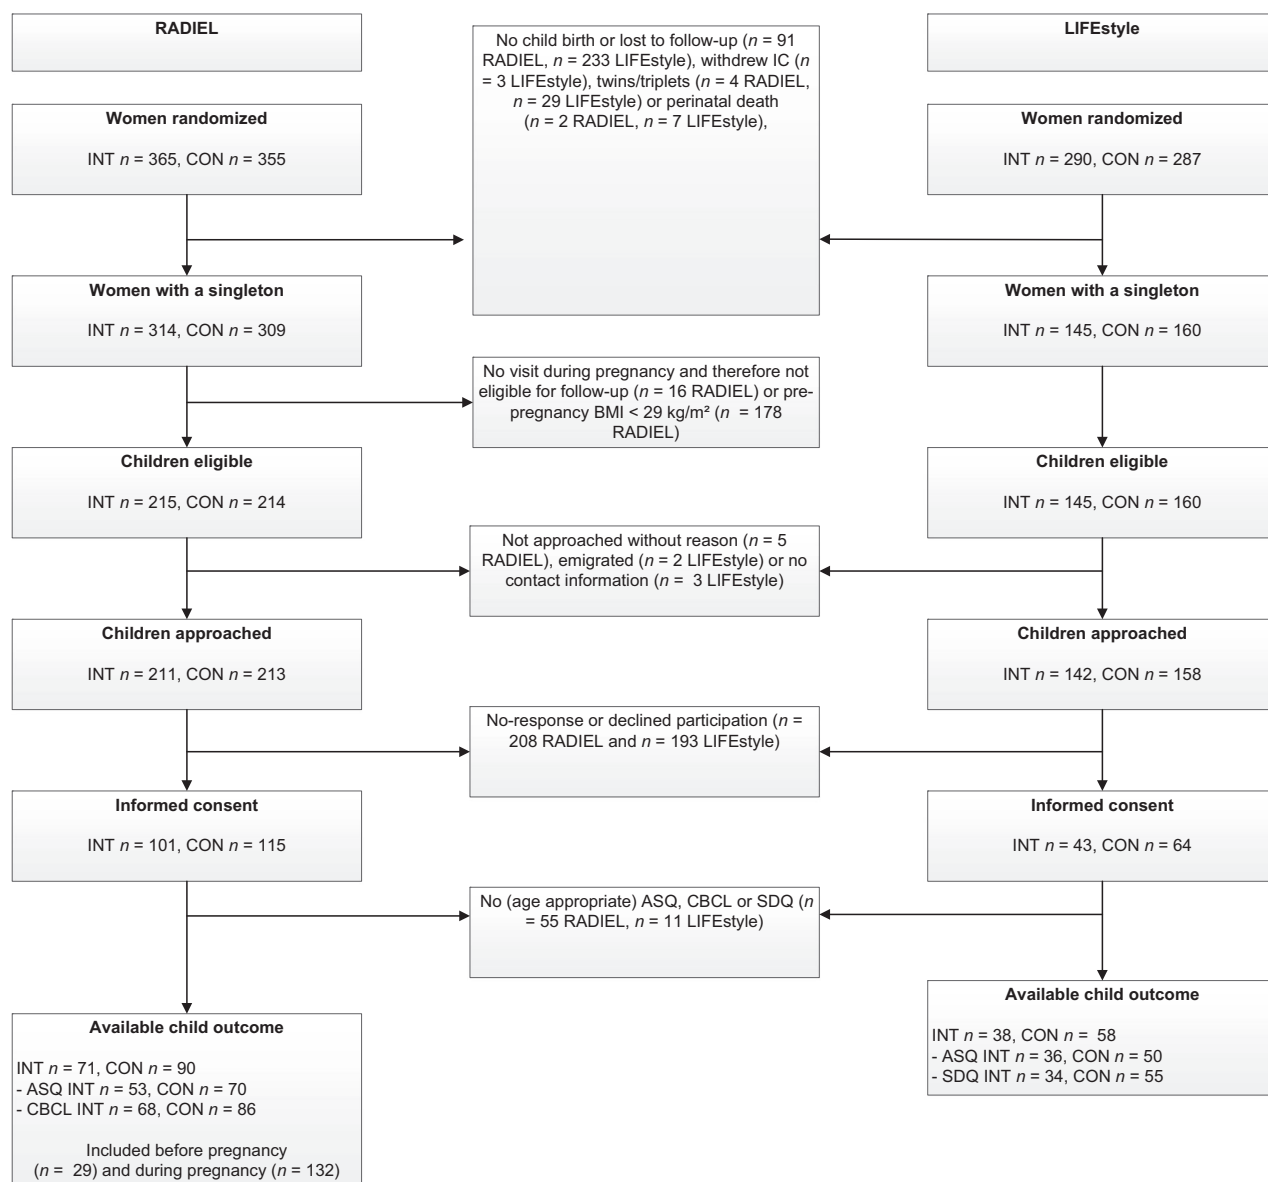 RADIEL
Women randomized
INT n = 365, CON n = 355
Women with a singleton
INT n = 314, CON n = 309
Children eligible
INT n = 215, CON n = 214
Children approached
INT n = 211, CON n = 213
Informed consent
INT n = 101, CON n = 115
Available child outcome
INT n = 71, CON n = 90
- ASQ INT n = 53, CON n = 70
- CBCL INT n = 68, CON n = 86
Included before pregnancy
(n = 29) and during pregnancy (n = 132)
No child birth or lost to follow-up (n = 91
RADIEL, n = 233 LIFEstyle), withdrew IC (n
= 3 LIFEstyle), twins/triplets (n = 4 RADIEL,
n = 29 LIFEstyle) or perinatal death
(n = 2 RADIEL, n = 7 LIFEstyle),
No visit during pregnancy and therefore not
eligible for follow-up (n = 16 RADIEL) or pre-
pregnancy BMI < 29 kg/m² (n = 178
RADIEL)
Not approached without reason (n = 5
RADIEL), emigrated (n = 2 LIFEstyle) or no
contact information (n = 3 LIFEstyle)
No-response or declined participation (n =
208 RADIEL and n = 193 LIFEstyle)
No (age appropriate) ASQ, CBCL or SDQ (n
= 55 RADIEL, n = 11 LIFEstyle)
LIFEstyle
Women randomized
INT n = 290, CON n = 287
Women with a singleton
INT n = 145, CON n = 160
Children eligible
INT n = 145, CON n = 160
Children approached
INT n = 142, CON n = 158
Informed consent
INT n = 43, CON n = 64
Available child outcome
INT n = 38, CON n = 58
- ASQ INT n = 36, CON n = 50
- SDQ INT n = 34, CON n = 55